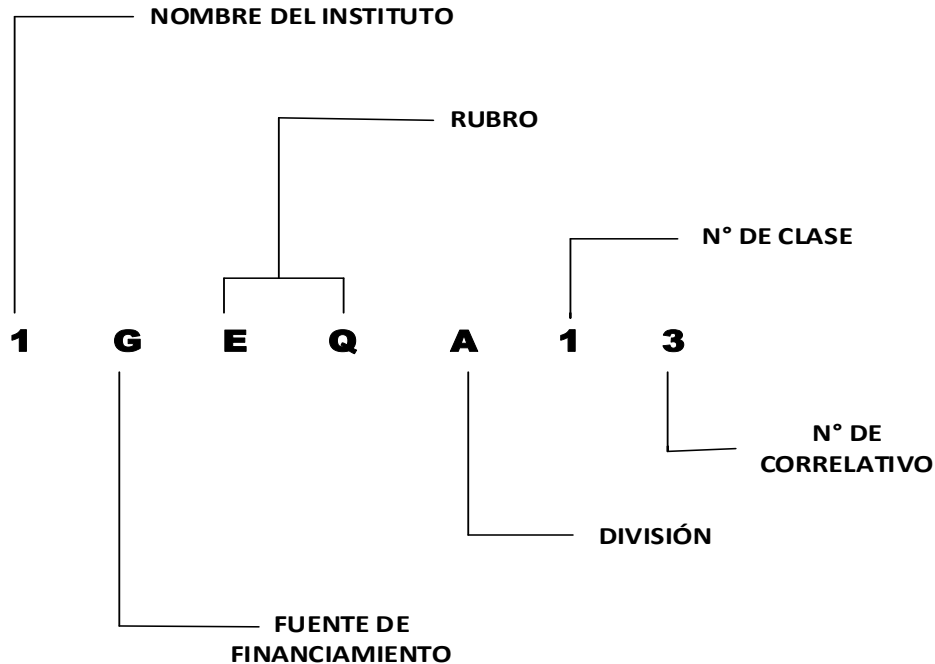 NOMBRE DEL INSTITUTO
RUBRO
N° DE CLASE
1 G E Q A 1 3
N° DE
CORRELATIVO
DIVISIÓN
FUENTE DE
FINANCIAMIENTO